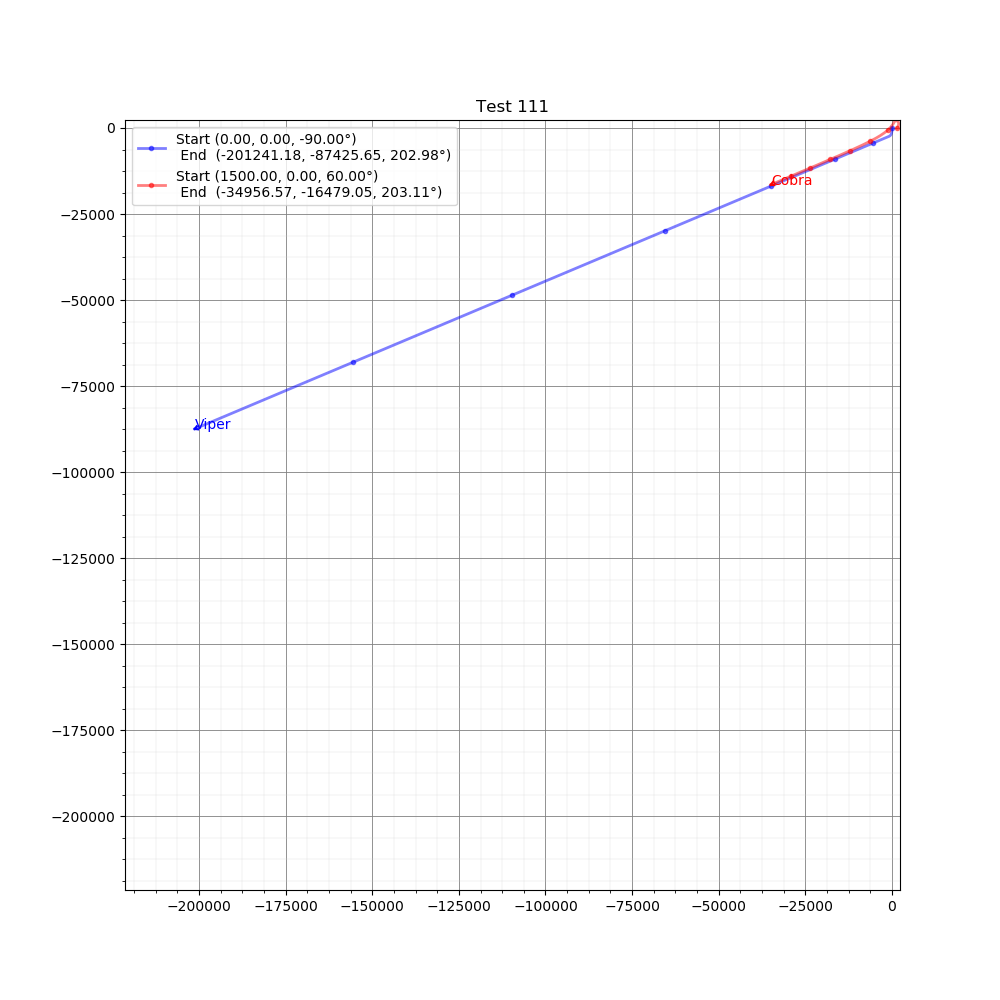 Test 111
Start (0.00, 0.00, -90.00°)
End (-201241.18, -87425.65, 202.98°)
Start (1500.00, 0.00, 60.00°)
End (-34956.57, -16479.05, 203.11°)
Cobra
Viper
0
−25000
−50000
−75000
−100000
−125000
−150000
−175000
−200000
−200000 −175000 −150000 −125000 −100000 −75000 −50000 −25000 0